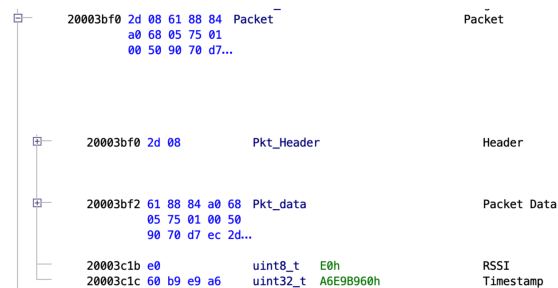 20003bf0 2d 08 61 88 84 Packet Packet
a0 68 05 75 01
00 50 90 70 d7...
20003bf0 2d 08 Pkt_Header Header
20003bf2 61 88 84 a0 68 Pkt_data Packet Data
05 75 01 00 50
90 70 d7 ec 2d...
20003c1b e0 uint8_t E0h RSSI
20003c1c 60 b9 e9 a6 uint32_t A6E9B960h Timestamp